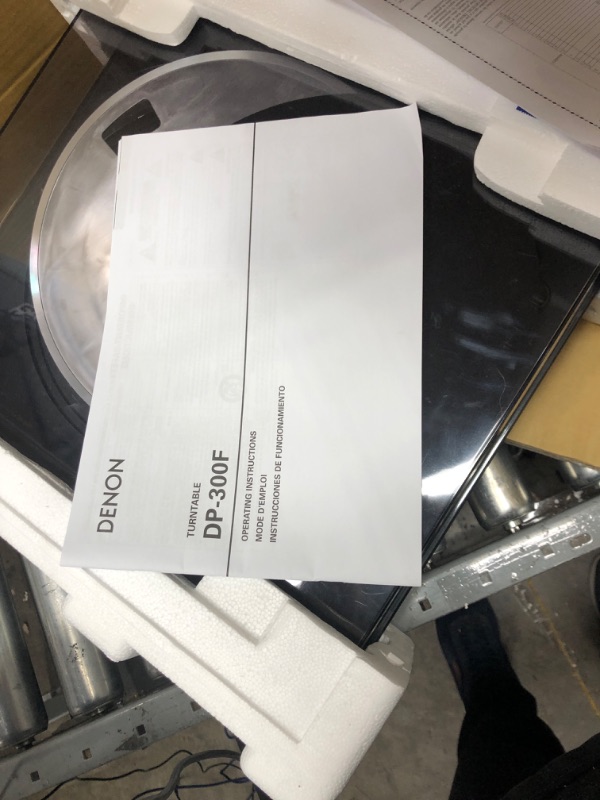 DENON
TURNTABLE
DP-300F
OPERATING INSTRUCTIONS
MODE D'EMPLOI
INSTRUCCIONES DE FUNCIONAMIENTO